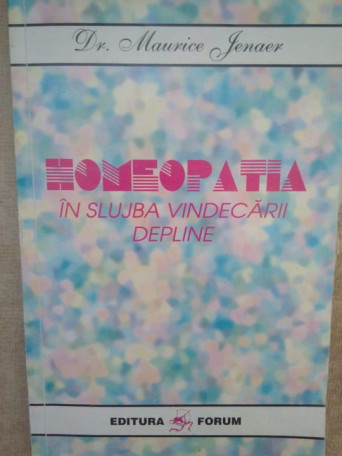 Dr. Maurice Jenaer
HOMEOPATIA
ÎN SLUJBA VINDECĂRII
DEPLINE
EDITURA FORUM